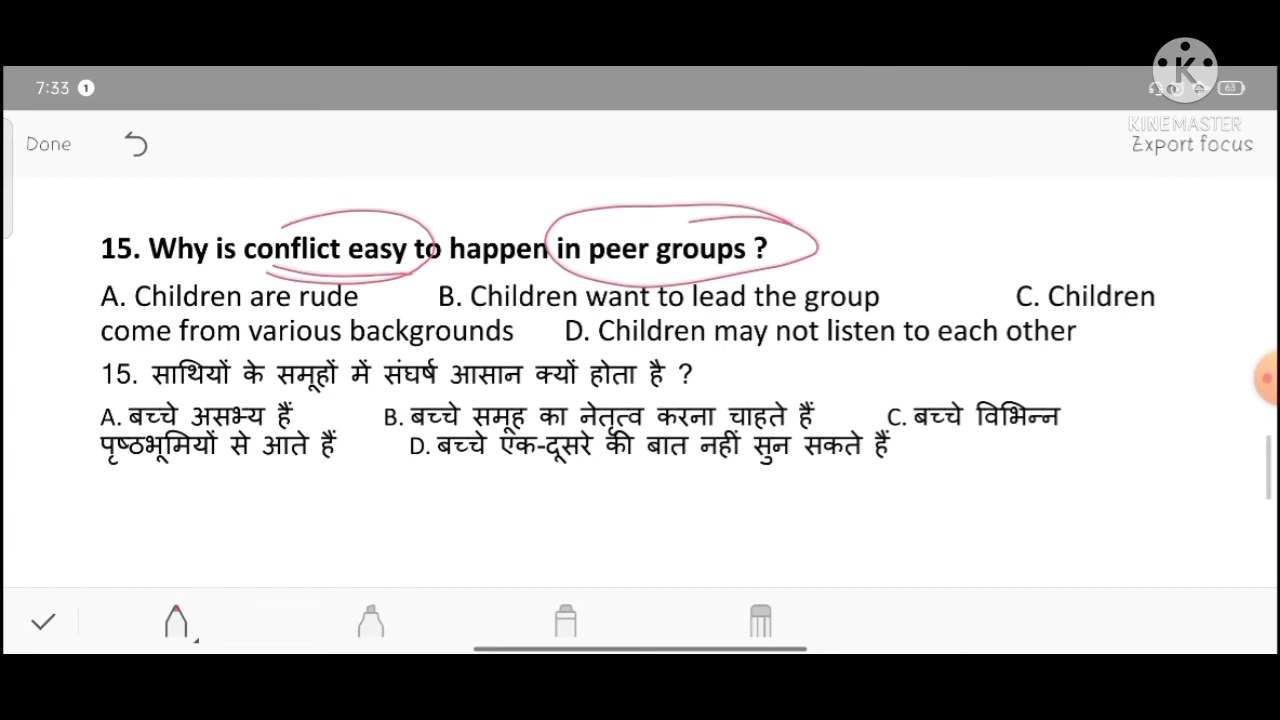 7:33 1
63
KINEMASTER
Done
Export focus
15. Why is conflict easy to happen in peer groups ?
A. Children are rude B. Children want to lead the group C. Children
come from various backgrounds D. Children may not listen to each other
15. साथियों के समूहों में संघर्ष आसान क्यों होता है ?
A. बच्चे असभ्य हैं B. बच्चे समूह का नेतृत्व करना चाहते हैं C. बच्चे विभिन्न
पृष्ठभूमियों से आते हैं D. बच्चे एक-दूसरे की बात नहीं सुन सकते हैं